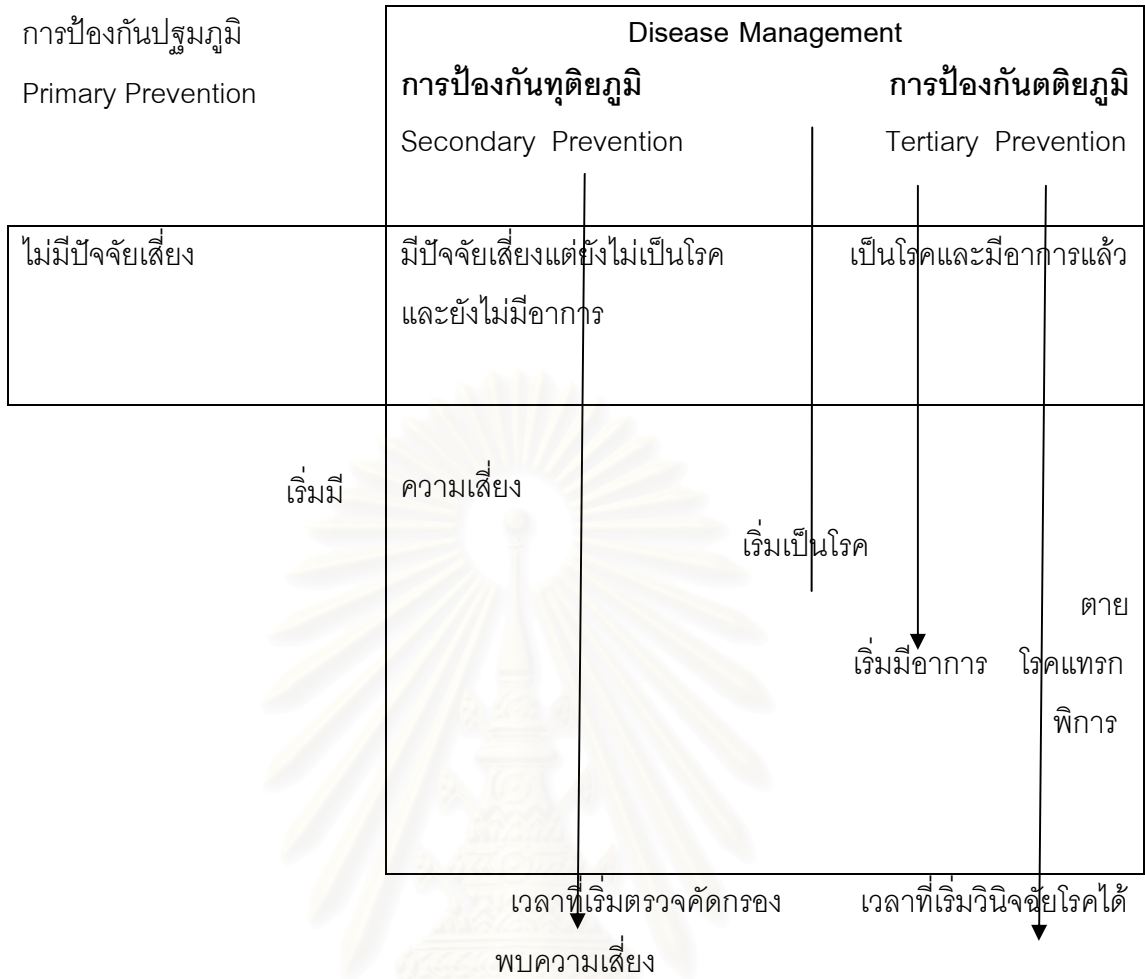 การป้องกันปฐมภูมิ
Primary Prevention
Disease Management
การป้องกันทุติยภูมิ
การป้องกันตติยภูมิ
Secondary Prevention
Tertiary Prevention
ไม่มีปัจจัยเสี่ยง
มีปัจจัยเสี่ยงแต่ยังไม่เป็นโรค
และยังไม่มีอาการ
เป็นโรคและมีอาการแล้ว
เริ่มมี
ความเสี่ยง
เริ่มเป็นโรค
ตาย
เริ่มมีอาการ
โรคแทรก
พิการ
เวลาที่เริ่มตรวจคัดกรอง
เวลาที่เริ่มวินิจฉัยโรคได้
พบความเสี่ยง